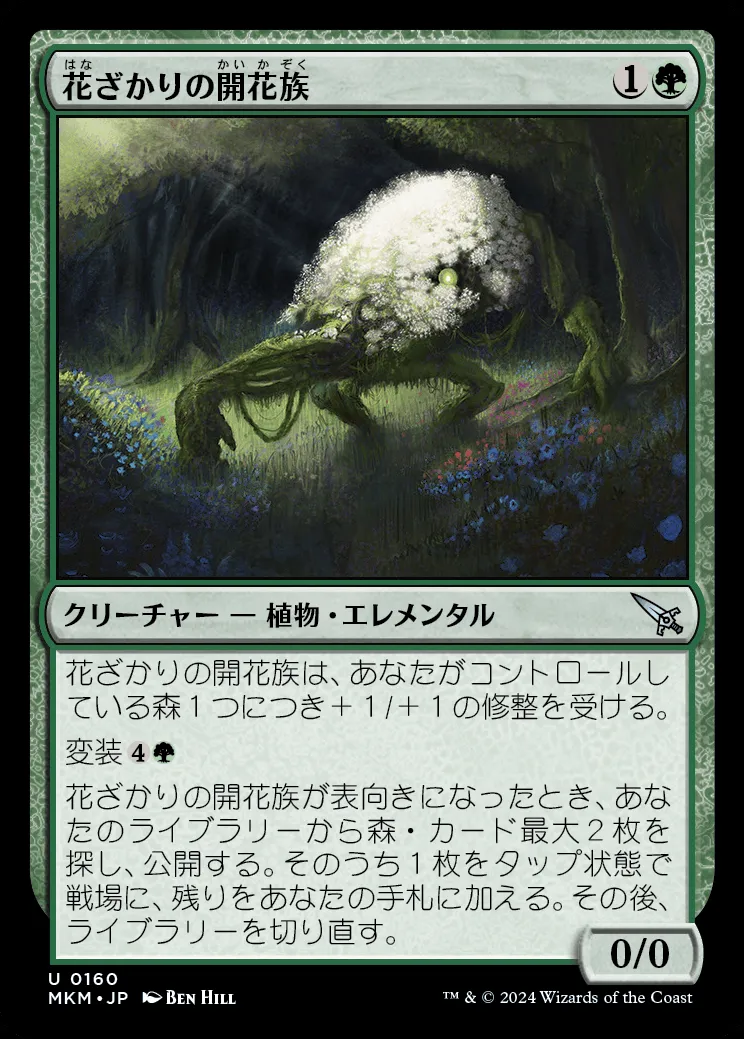 花ざかりの開花族
はな かいかぞく
1
クリーチャー — 植物・エレメンタル
花ざかりの開花族は、あなたがコントロールし
ている森1つにつき+1/+1の修整を受ける。
変装 4
花ざかりの開花族が表向きになったとき、あな
たのライブラリーから森・カード最大2枚を
探し、公開する。そのうち1枚をタップ状態で
戦場に、残りをあなたの手札に加える。その後、
ライブラリーを切り直す。
0/0
U 0160
MKM・JP BEN HILL
™ & © 2024 Wizards of the Coast